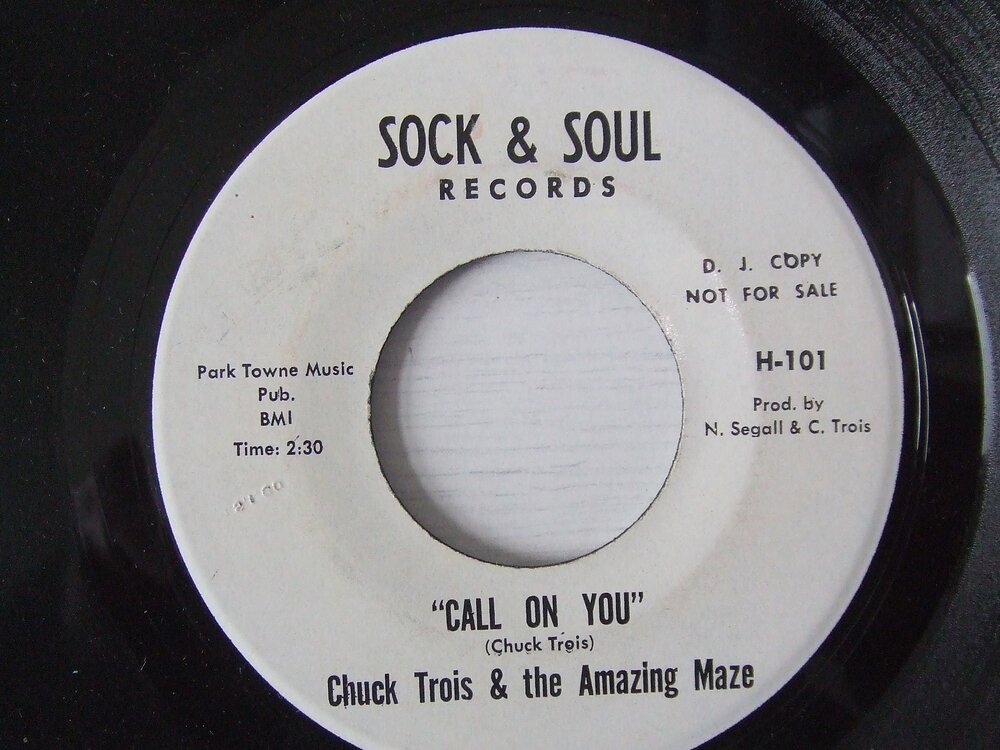 SOCK & SOUL
RECORDS
D. J. COPY
NOT FOR SALE
H-101
Prod. by
N. Segall & C. Trois
Park Towne Music
Pub.
BMI
Time: 2:30
"CALL ON YOU"
(Chuck Trois)
Chuck Trois & the Amazing Maze